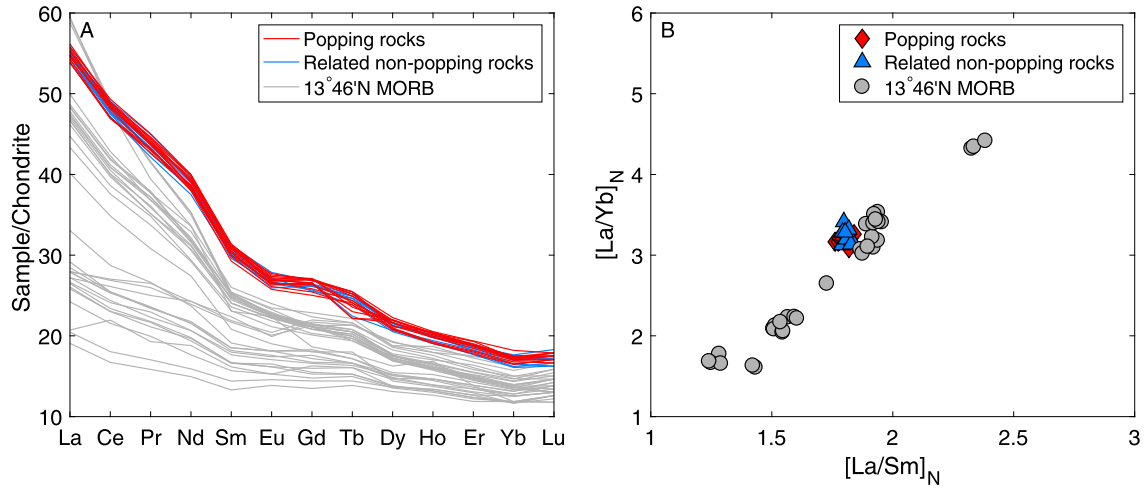 A
Popping rocks
Related non-popping rocks
13°46'N MORB
60
50
40
30
20
10
Sample/Chondrite
La Ce Pr Nd Sm Eu Gd Tb Dy Ho Er Yb Lu
B
Popping rocks
Related non-popping rocks
13°46'N MORB
6
5
4
3
2
1
[La/Yb]N
1 1.5 2 2.5 3
[La/Sm]N